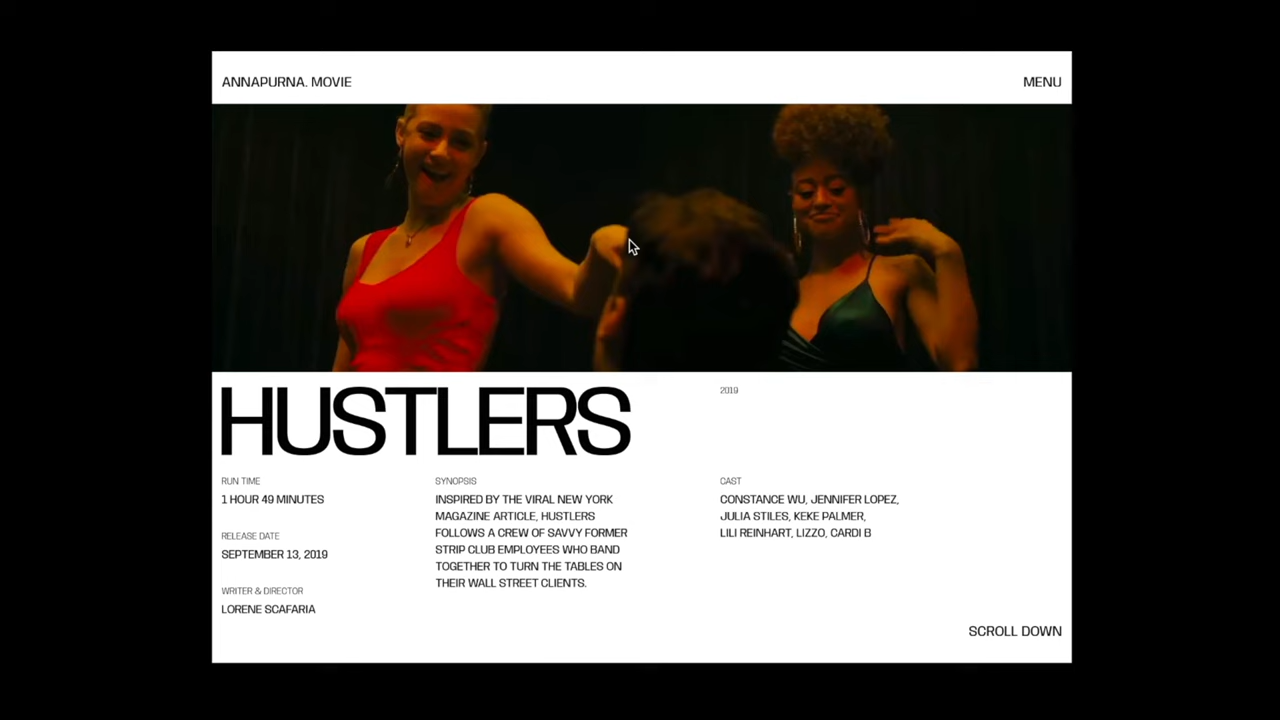 ANNAPURNA. MOVIE
MENU
HUSTLERS
2019
RUN TIME
1 HOUR 49 MINUTES
RELEASE DATE
SEPTEMBER 13, 2019
WRITER & DIRECTOR
LORENE SCAFARIA
SYNOPSIS
INSPIRED BY THE VIRAL NEW YORK
MAGAZINE ARTICLE, HUSTLERS
FOLLOWS A CREW OF SAVVY FORMER
STRIP CLUB EMPLOYEES WHO BAND
TOGETHER TO TURN THE TABLES ON
THEIR WALL STREET CLIENTS.
CAST
CONSTANCE WU, JENNIFER LOPEZ,
JULIA STILES, KEKE PALMER,
LILI REINHART, LIZZO, CARDI B
SCROLL DOWN